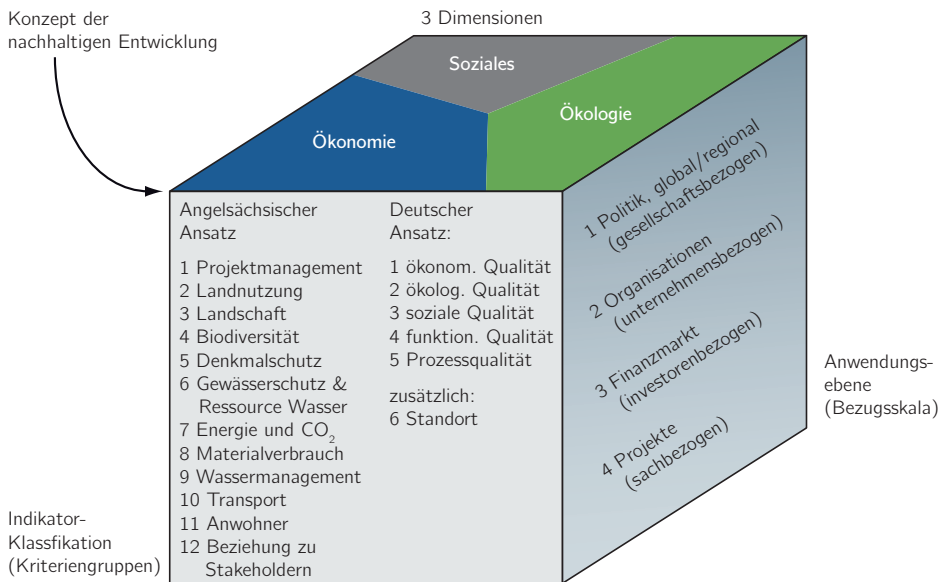 Konzept der
nachhaltigen Entwicklung
3 Dimensionen
Soziales
Ökonomie
Ökologie
Angelsächsischer
Ansatz
1 Projektmanagement
2 Landnutzung
3 Landschaft
4 Biodiversität
5 Denkmalschutz
6 Gewässerschutz &
Ressource Wasser
7 Energie und CO₂
8 Materialverbrauch
9 Wassermanagement
10 Transport
11 Anwohner
12 Beziehung zu
Stakeholdern
Deutscher
Ansatz:
1 ökonom. Qualität
2 ökolog. Qualität
3 soziale Qualität
4 funktion. Qualität
5 Prozessqualität
zusätzlich:
6 Standort
1 Politik, global/regional
(gesellschaftsbezogen)
2 Organisationen
(unternehmensbezogen)
3 Finanzmarkt
(investorenbezogen)
4 Projekte
(sachbezogen)
Anwendungs-
ebene
(Bezugsskala)
Indikator-
Klassfikation
(Kriteriengruppen)